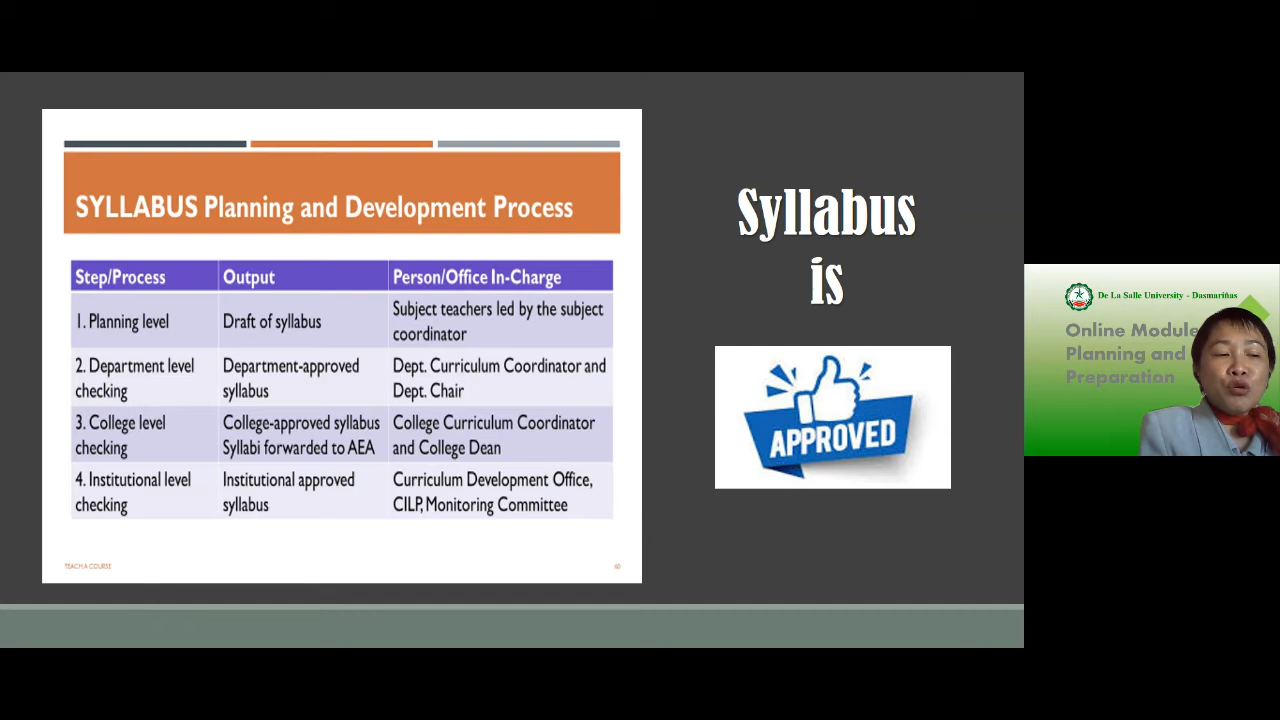 SYLLABUS Planning and Development Process
Step/Process
Output
Person/Office In-Charge
1. Planning level
Draft of syllabus
Subject teachers led by the subject
coordinator
2. Department level
checking
Department-approved
syllabus
Dept. Curriculum Coordinator and
Dept. Chair
3. College level
checking
College-approved syllabus
Syllabi forwarded to AEA
College Curriculum Coordinator
and College Dean
4. Institutional level
checking
Institutional approved
syllabus
Curriculum Development Office,
CILP, Monitoring Committee
TEACH A COURSE
60
Syllabus
is
APPROVED
De La Salle University - Dasmariñas
Online Module
Planning and
Preparation